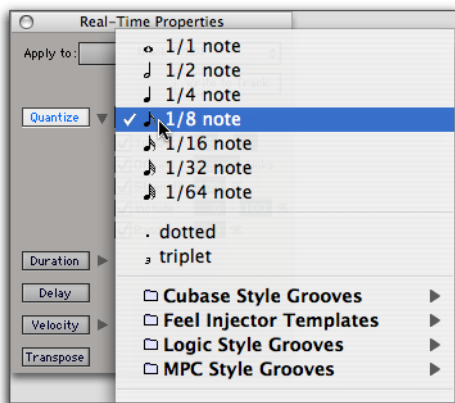 Real-Time Properties
Apply to:
1/1 note
1/2 note
1/4 note
Quantize
✓ 1/8 note
1/16 note
1/32 note
1/64 note
. dotted
3 triplet
Duration
Delay
Cubase Style Grooves
Feel Injector Templates
Velocity
Logic Style Grooves
Transpose
MPC Style Grooves